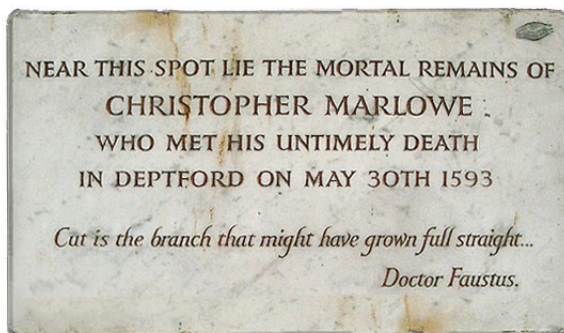 NEAR THIS SPOT LIE THE MORTAL REMAINS OF
CHRISTOPHER MARLOWE
WHO MET HIS UNTIMELY DEATH
IN DEPTFORD ON MAY 30TH 1593
Cut is the branch that might have grown full straight...
Doctor Faustus.